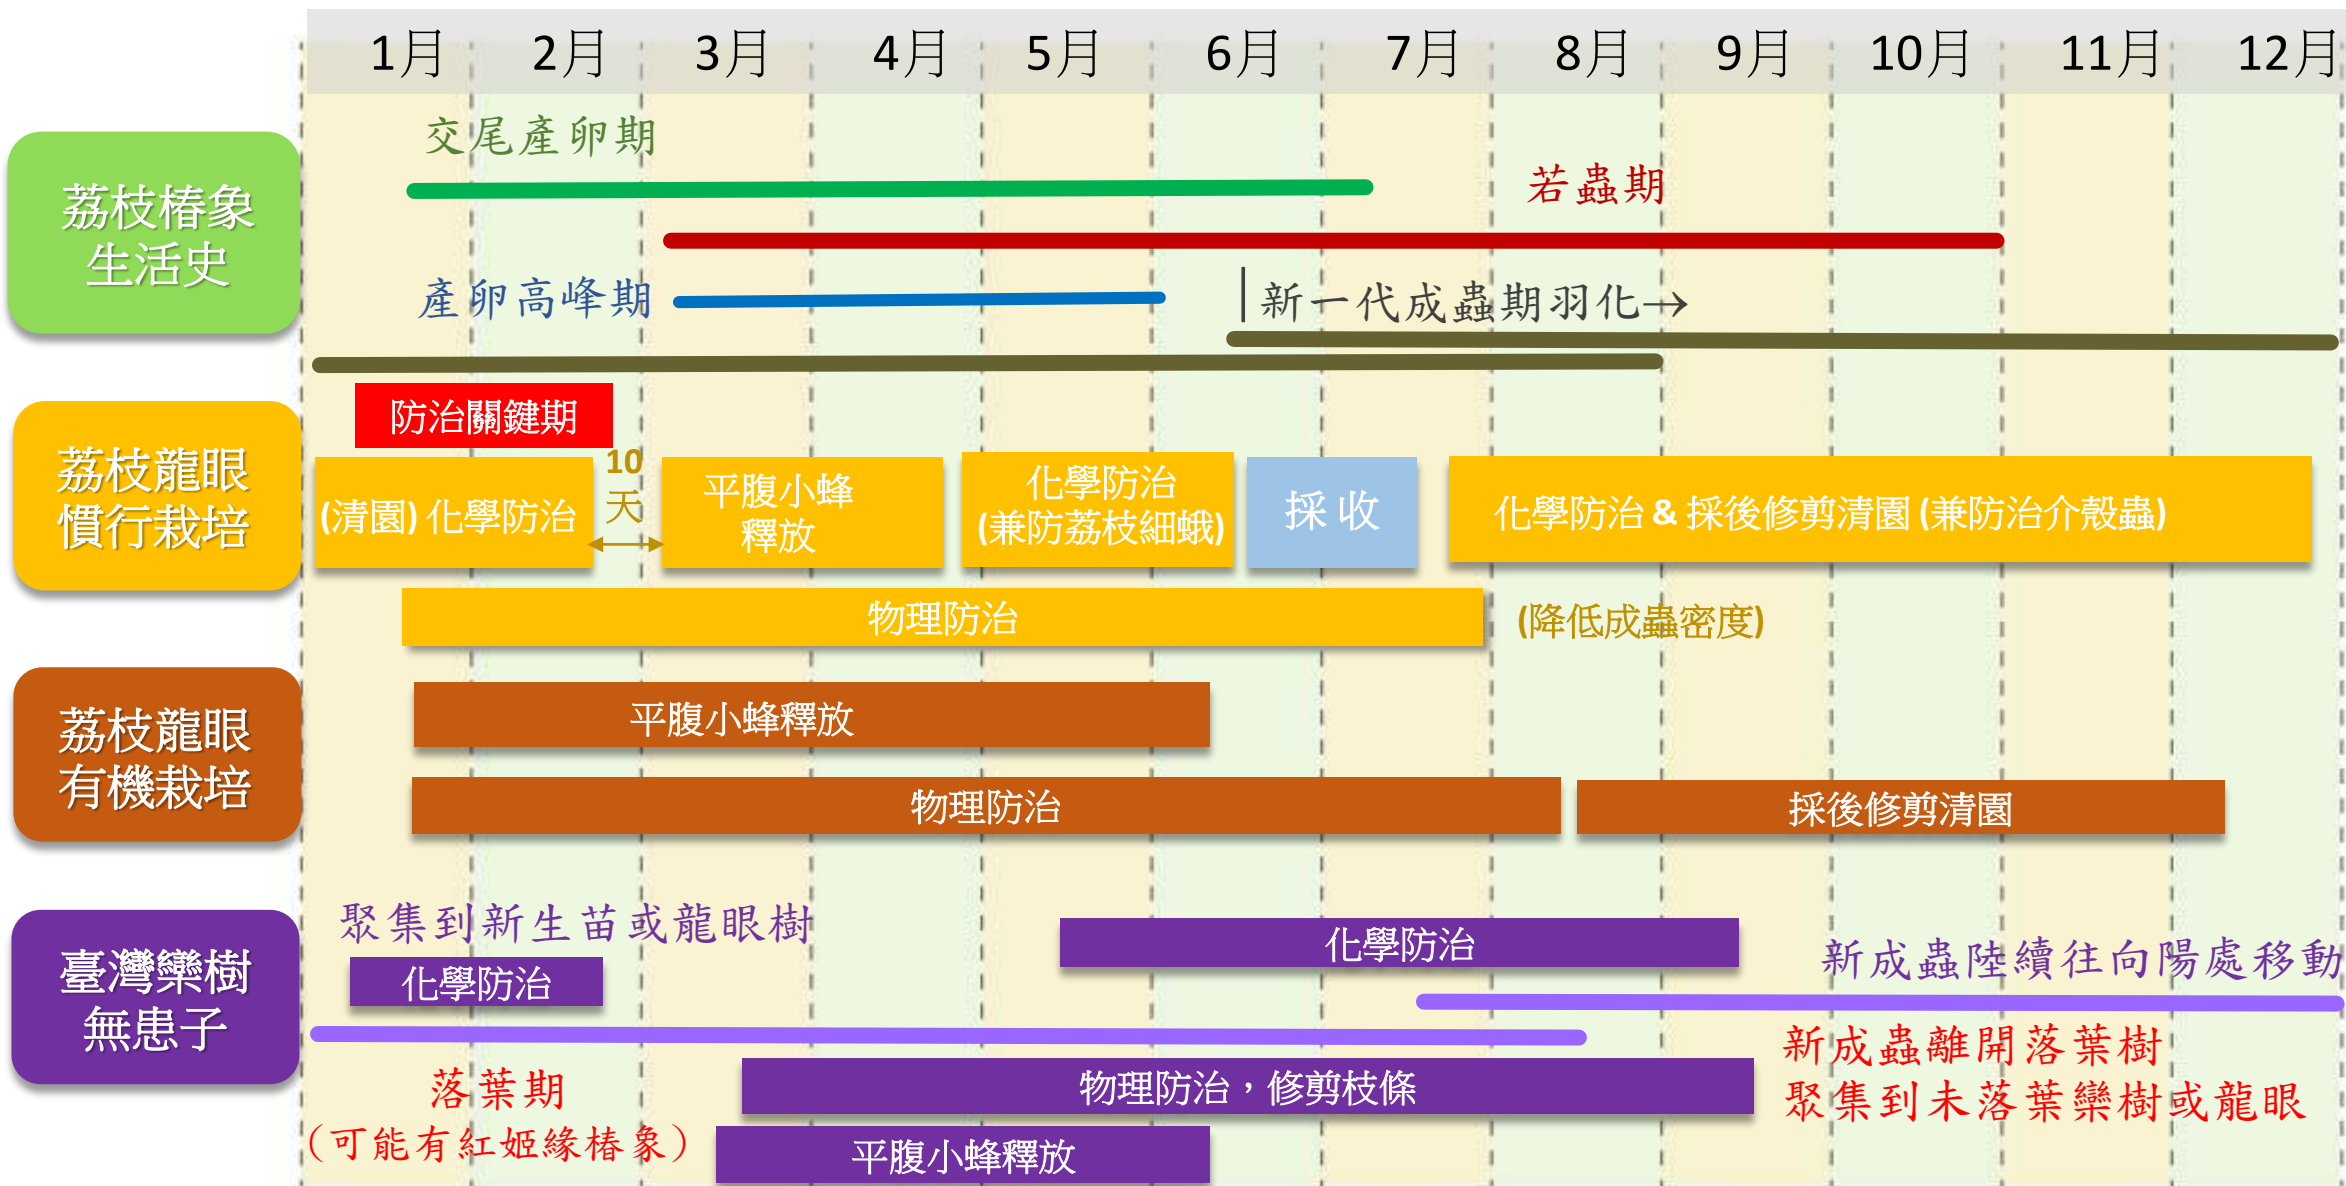 1月 2月 3月 4月 5月 6月 7月 8月 9月 10月 11月 12月
荔枝椿象
生活史
交尾產卵期
若蟲期
產卵高峰期
新一代成蟲期羽化→
荔枝龍眼
慣行栽培
防治關鍵期
(清園) 化學防治
10
天
平腹小蜂
釋放
化學防治
(兼防荔枝細蛾)
採收
化學防治 & 採後修剪清園 (兼防治介殼蟲)
物理防治
(降低成蟲密度)
荔枝龍眼
有機栽培
平腹小蜂釋放
物理防治
採後修剪清園
臺灣欒樹
無患子
聚集到新生苗或龍眼樹
化學防治
化學防治
新成蟲陸續往向陽處移動
落葉期
(可能有紅姬緣椿象)
物理防治，修剪枝條
平腹小蜂釋放
新成蟲離開落葉樹
聚集到未落葉欒樹或龍眼